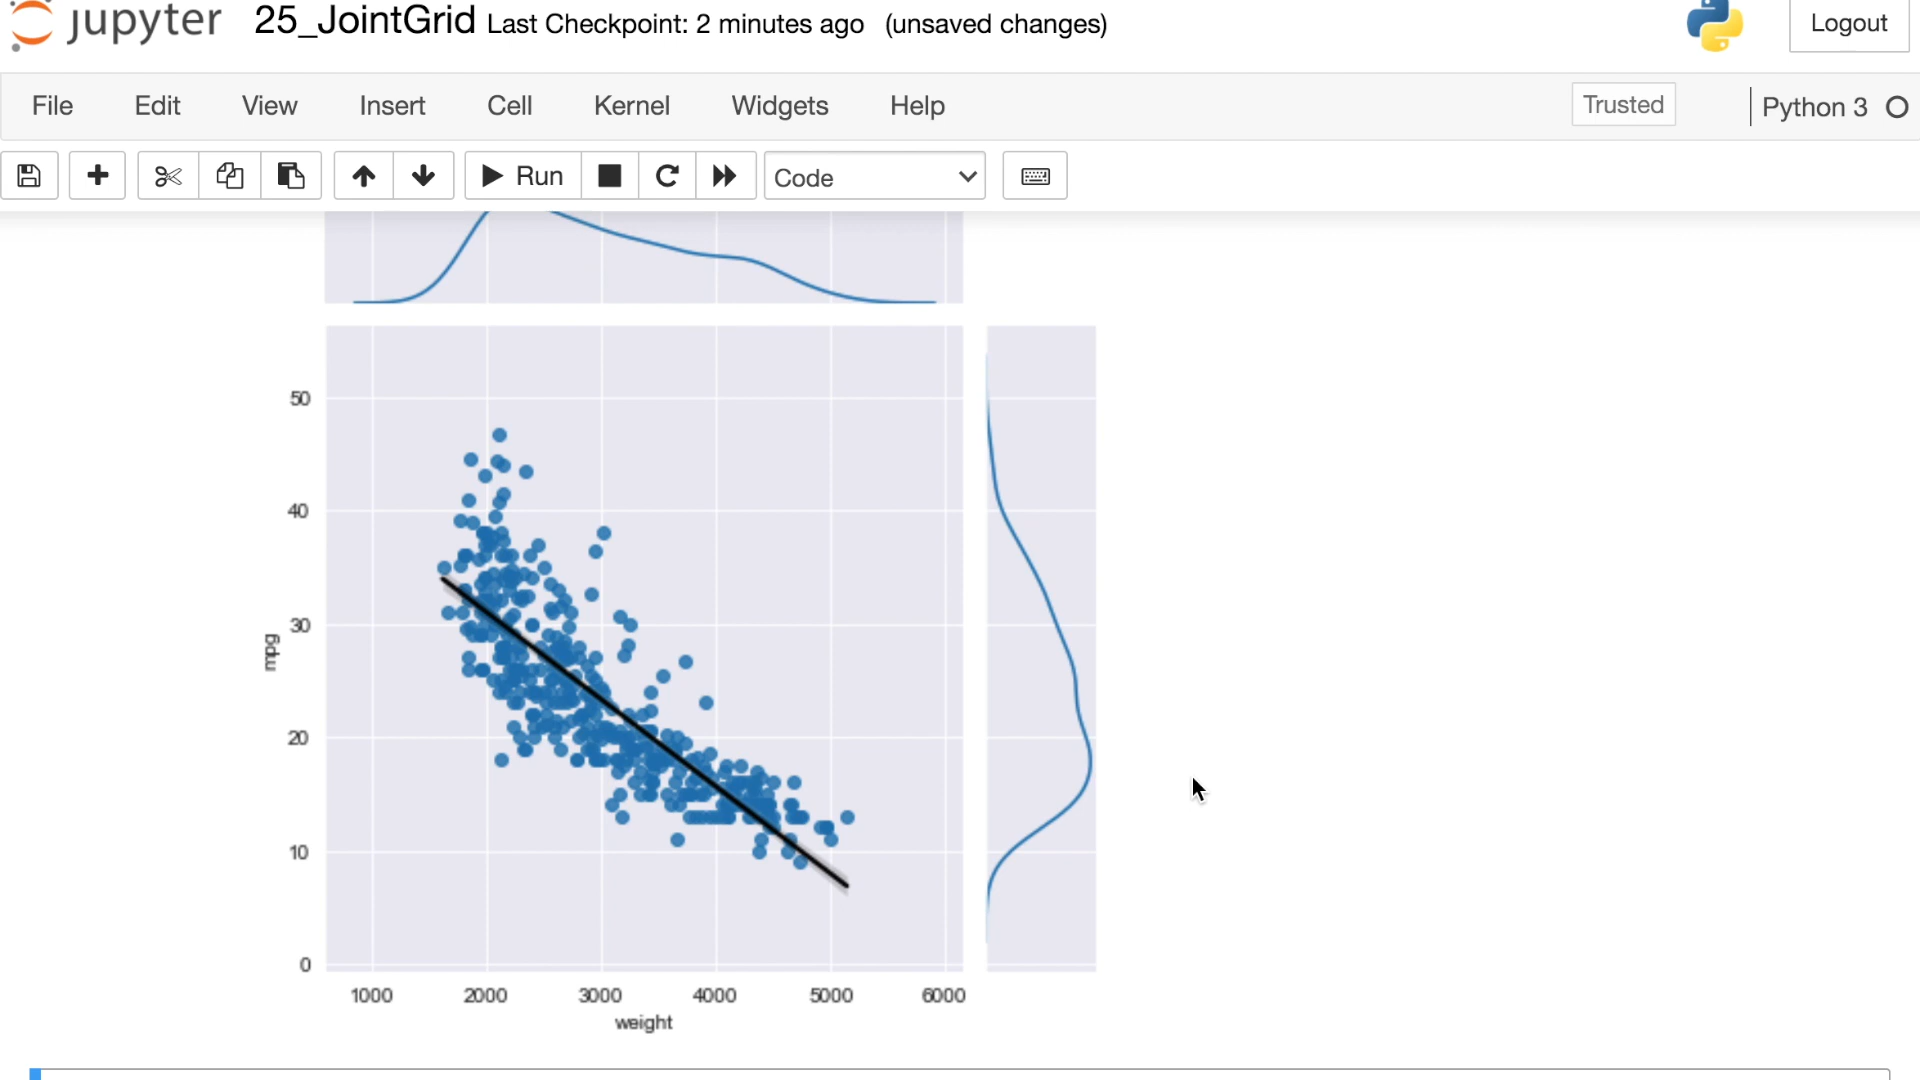 jupyter 25_JointGrid Last Checkpoint: 2 minutes ago (unsaved changes) Logout
File Edit View Insert Cell Kernel Widgets Help Trusted Python 3
Run Code
50
40
30
20
10
0
mpg
1000 2000 3000 4000 5000 6000
weight